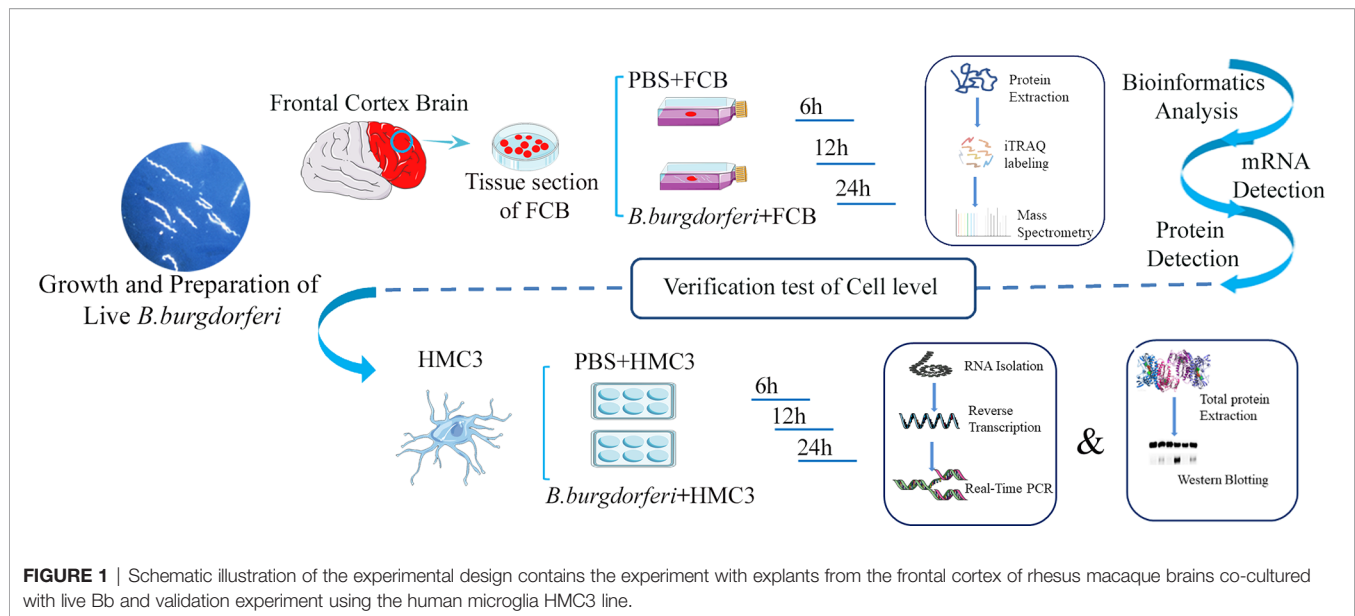 Frontal Cortex Brain
Tissue section
of FCB
PBS+FCB
B.burgdorferi+FCB
6h
12h
24h
Protein
Extraction
iTRAQ
labeling
Mass
Spectrometry
Bioinformatics
Analysis
mRNA
Detection
Protein
Detection
Growth and Preparation of
Live B.burgdorferi
Verification test of Cell level
HMC3
PBS+HMC3
B.burgdorferi+HMC3
6h
12h
24h
RNA Isolation
Reverse
Transcription
Real-Time PCR
&
Total protein
Extraction
Western Blotting
FIGURE 1 | Schematic illustration of the experimental design contains the experiment with explants from the frontal cortex of rhesus macaque brains co-cultured
with live Bb and validation experiment using the human microglia HMC3 line.